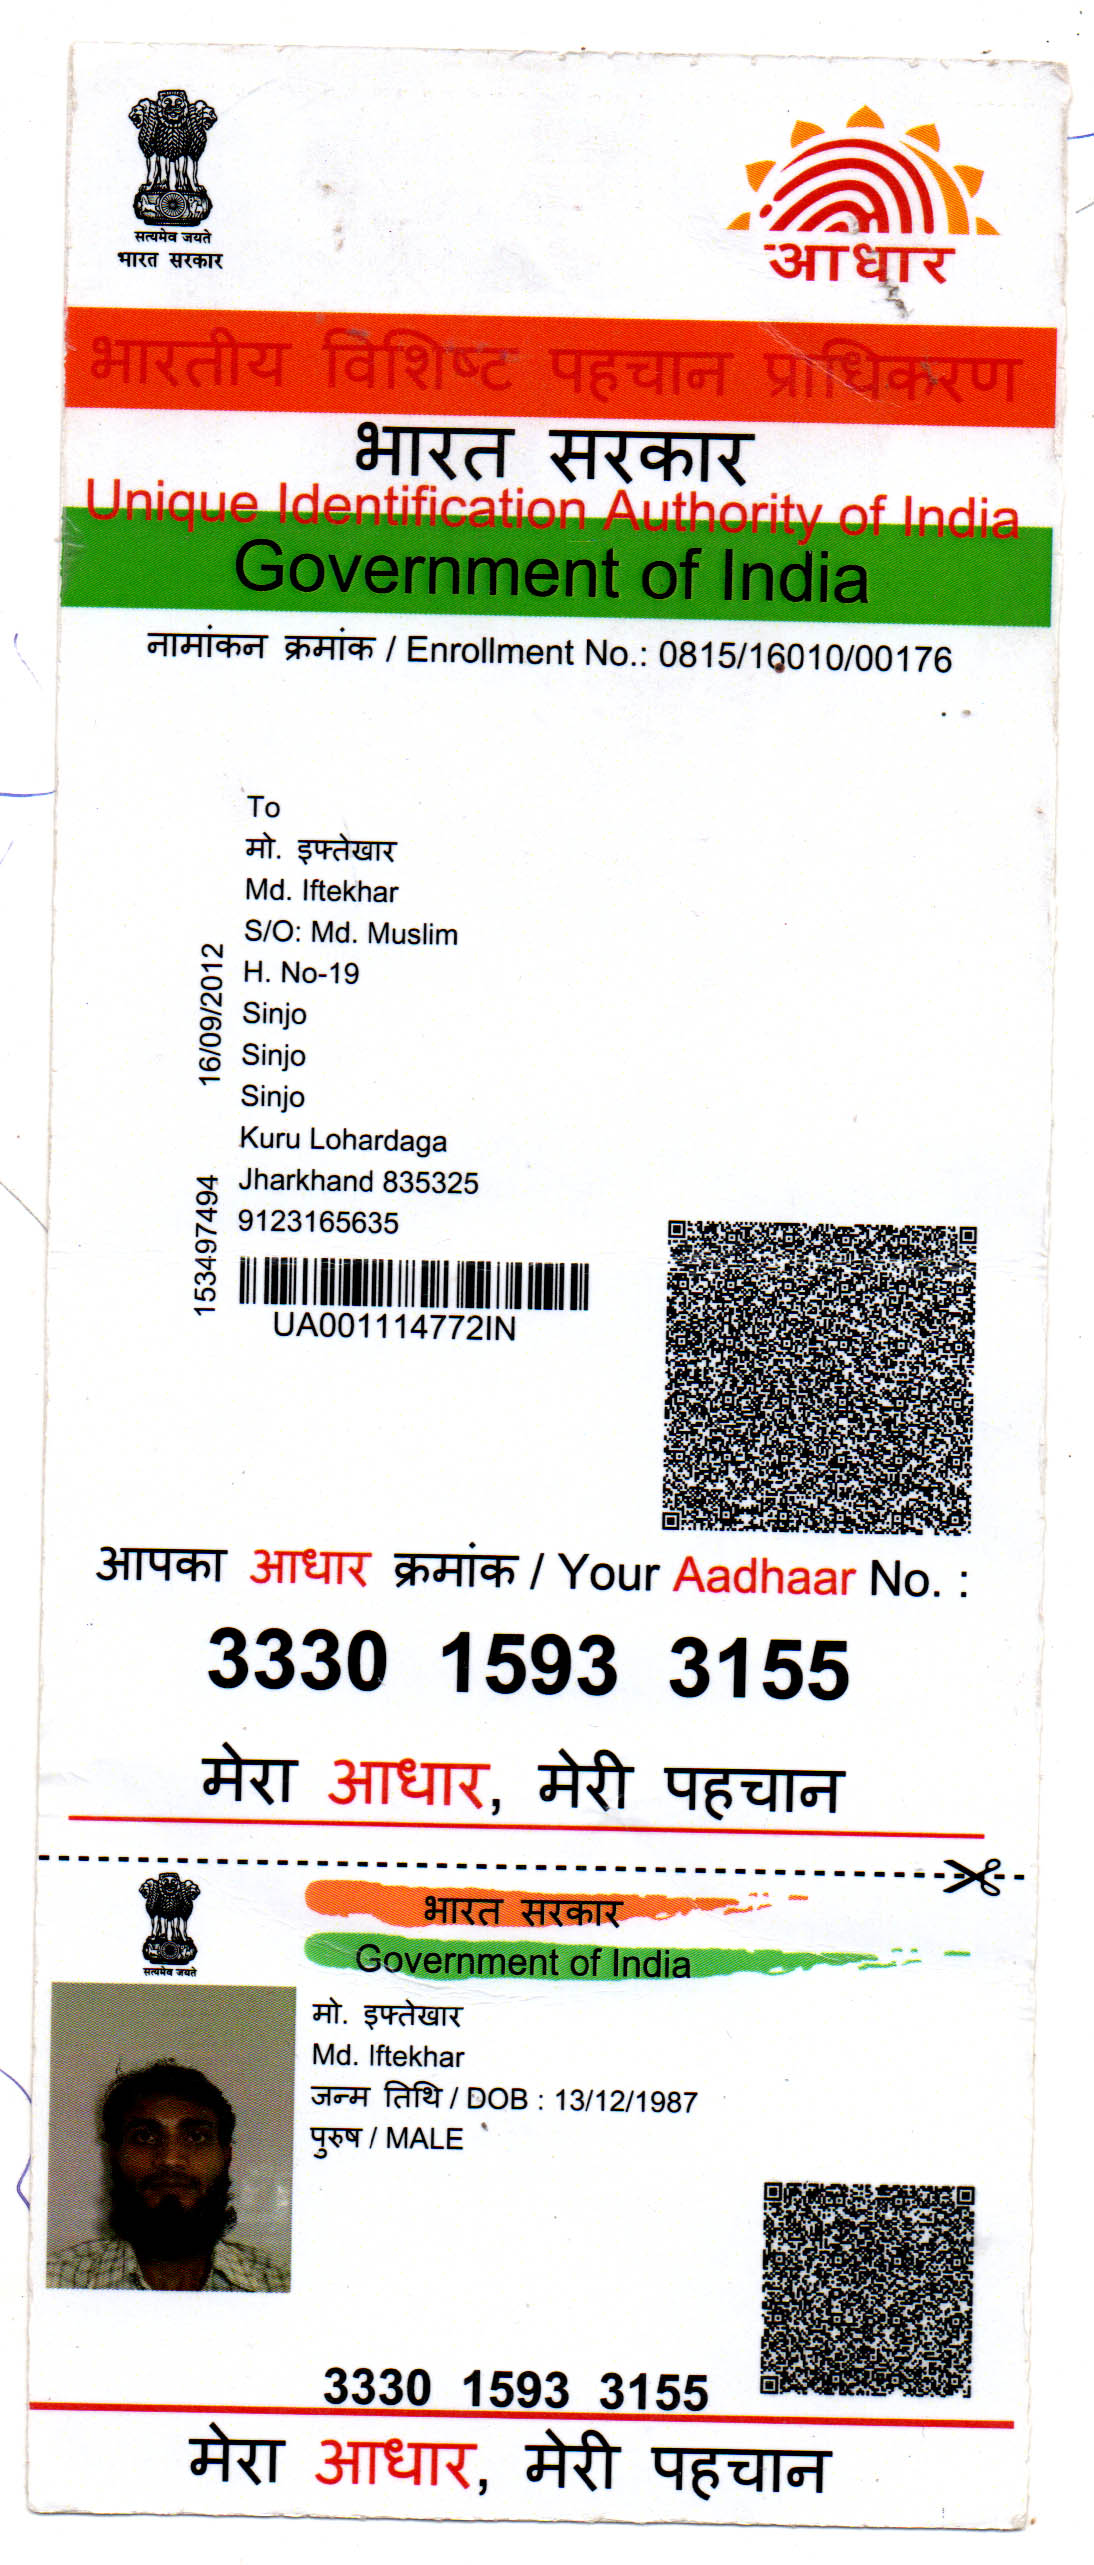 सत्यमेव जयते
भारत सरकार
आधार
भारतीय विशिष्ट पहचान प्राधिकरण
भारत सरकार
Unique Identification Authority of India
Government of India
नामांकन क्रमांक / Enrollment No.: 0815/16010/00176
To
मो. इफ्तेखार
Md. Iftekhar
S/O: Md. Muslim
H. No-19
Sinjo
Sinjo
Sinjo
Kuru Lohardaga
Jharkhand 835325
9123165635
16/09/2012
153497494
UA001114772IN
आपका आधार क्रमांक / Your Aadhaar No. :
3330 1593 3155
मेरा आधार, मेरी पहचान
सत्यमेव जयते
भारत सरकार
Government of India
मो. इफ्तेखार
Md. Iftekhar
जन्म तिथि / DOB : 13/12/1987
पुरुष / MALE
3330 1593 3155
मेरा आधार, मेरी पहचान